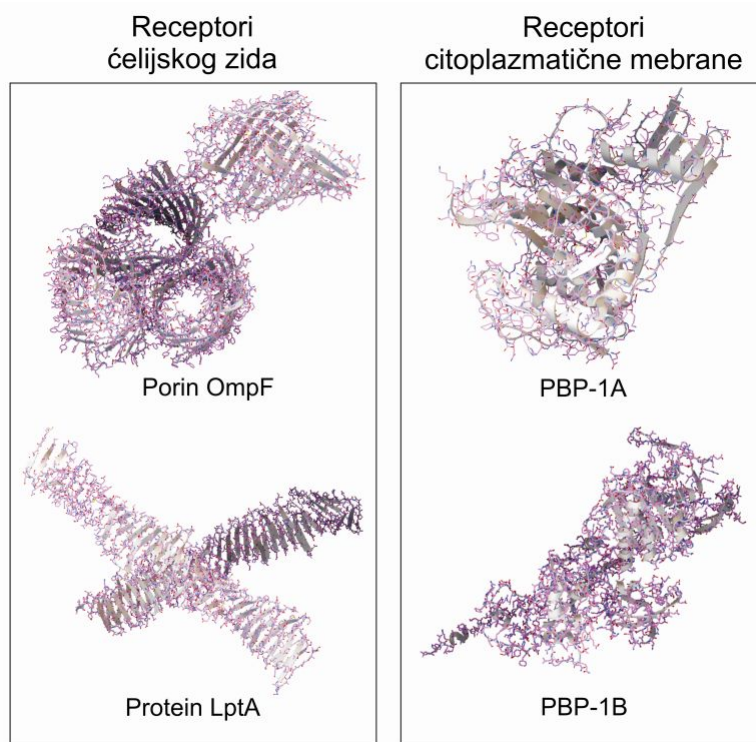 Receptori
ćelijskog zida
Receptori
citoplazmatične mebrane
Porin OmpF
PBP-1A
Protein LptA
PBP-1B